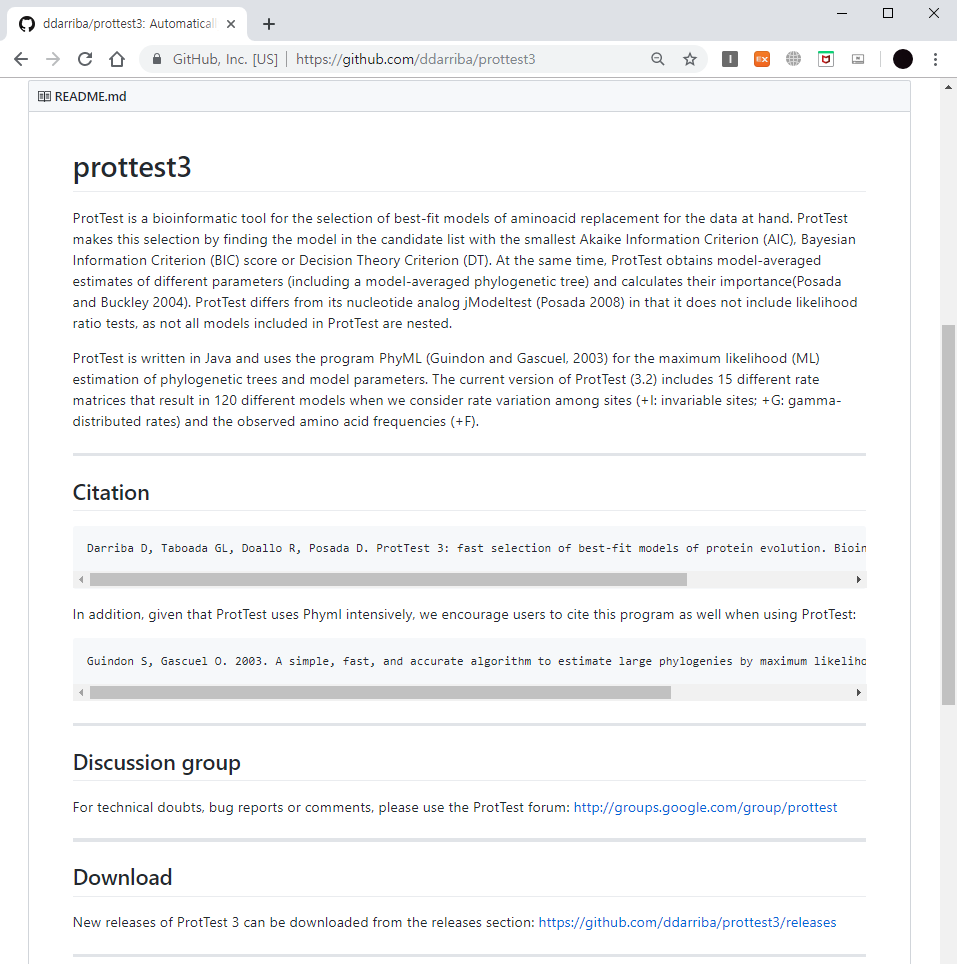 ddarriba/prottest3: Automatical
GitHub, Inc. [US] | https://github.com/ddarriba/prottest3
README.md
prottest3
ProtTest is a bioinformatic tool for the selection of best-fit models of aminoacid replacement for the data at hand. ProtTest
makes this selection by finding the model in the candidate list with the smallest Akaike Information Criterion (AIC), Bayesian
Information Criterion (BIC) score or Decision Theory Criterion (DT). At the same time, ProtTest obtains model-averaged
estimates of different parameters (including a model-averaged phylogenetic tree) and calculates their importance(Posada
and Buckley 2004). ProtTest differs from its nucleotide analog jModeltest (Posada 2008) in that it does not include likelihood
ratio tests, as not all models included in ProtTest are nested.
ProtTest is written in Java and uses the program PhyML (Guindon and Gascuel, 2003) for the maximum likelihood (ML)
estimation of phylogenetic trees and model parameters. The current version of ProtTest (3.2) includes 15 different rate
matrices that result in 120 different models when we consider rate variation among sites (+I: invariable sites; +G: gamma-
distributed rates) and the observed amino acid frequencies (+F).
Citation
Darriba D, Taboada GL, Doallo R, Posada D. ProtTest 3: fast selection of best-fit models of protein evolution. Bioin
In addition, given that ProtTest uses Phyml intensively, we encourage users to cite this program as well when using ProtTest:
Guindon S, Gascuel O. 2003. A simple, fast, and accurate algorithm to estimate large phylogenies by maximum likeliho
Discussion group
For technical doubts, bug reports or comments, please use the ProtTest forum: http://groups.google.com/group/prottest
Download
New releases of ProtTest 3 can be downloaded from the releases section: https://github.com/ddarriba/prottest3/releases